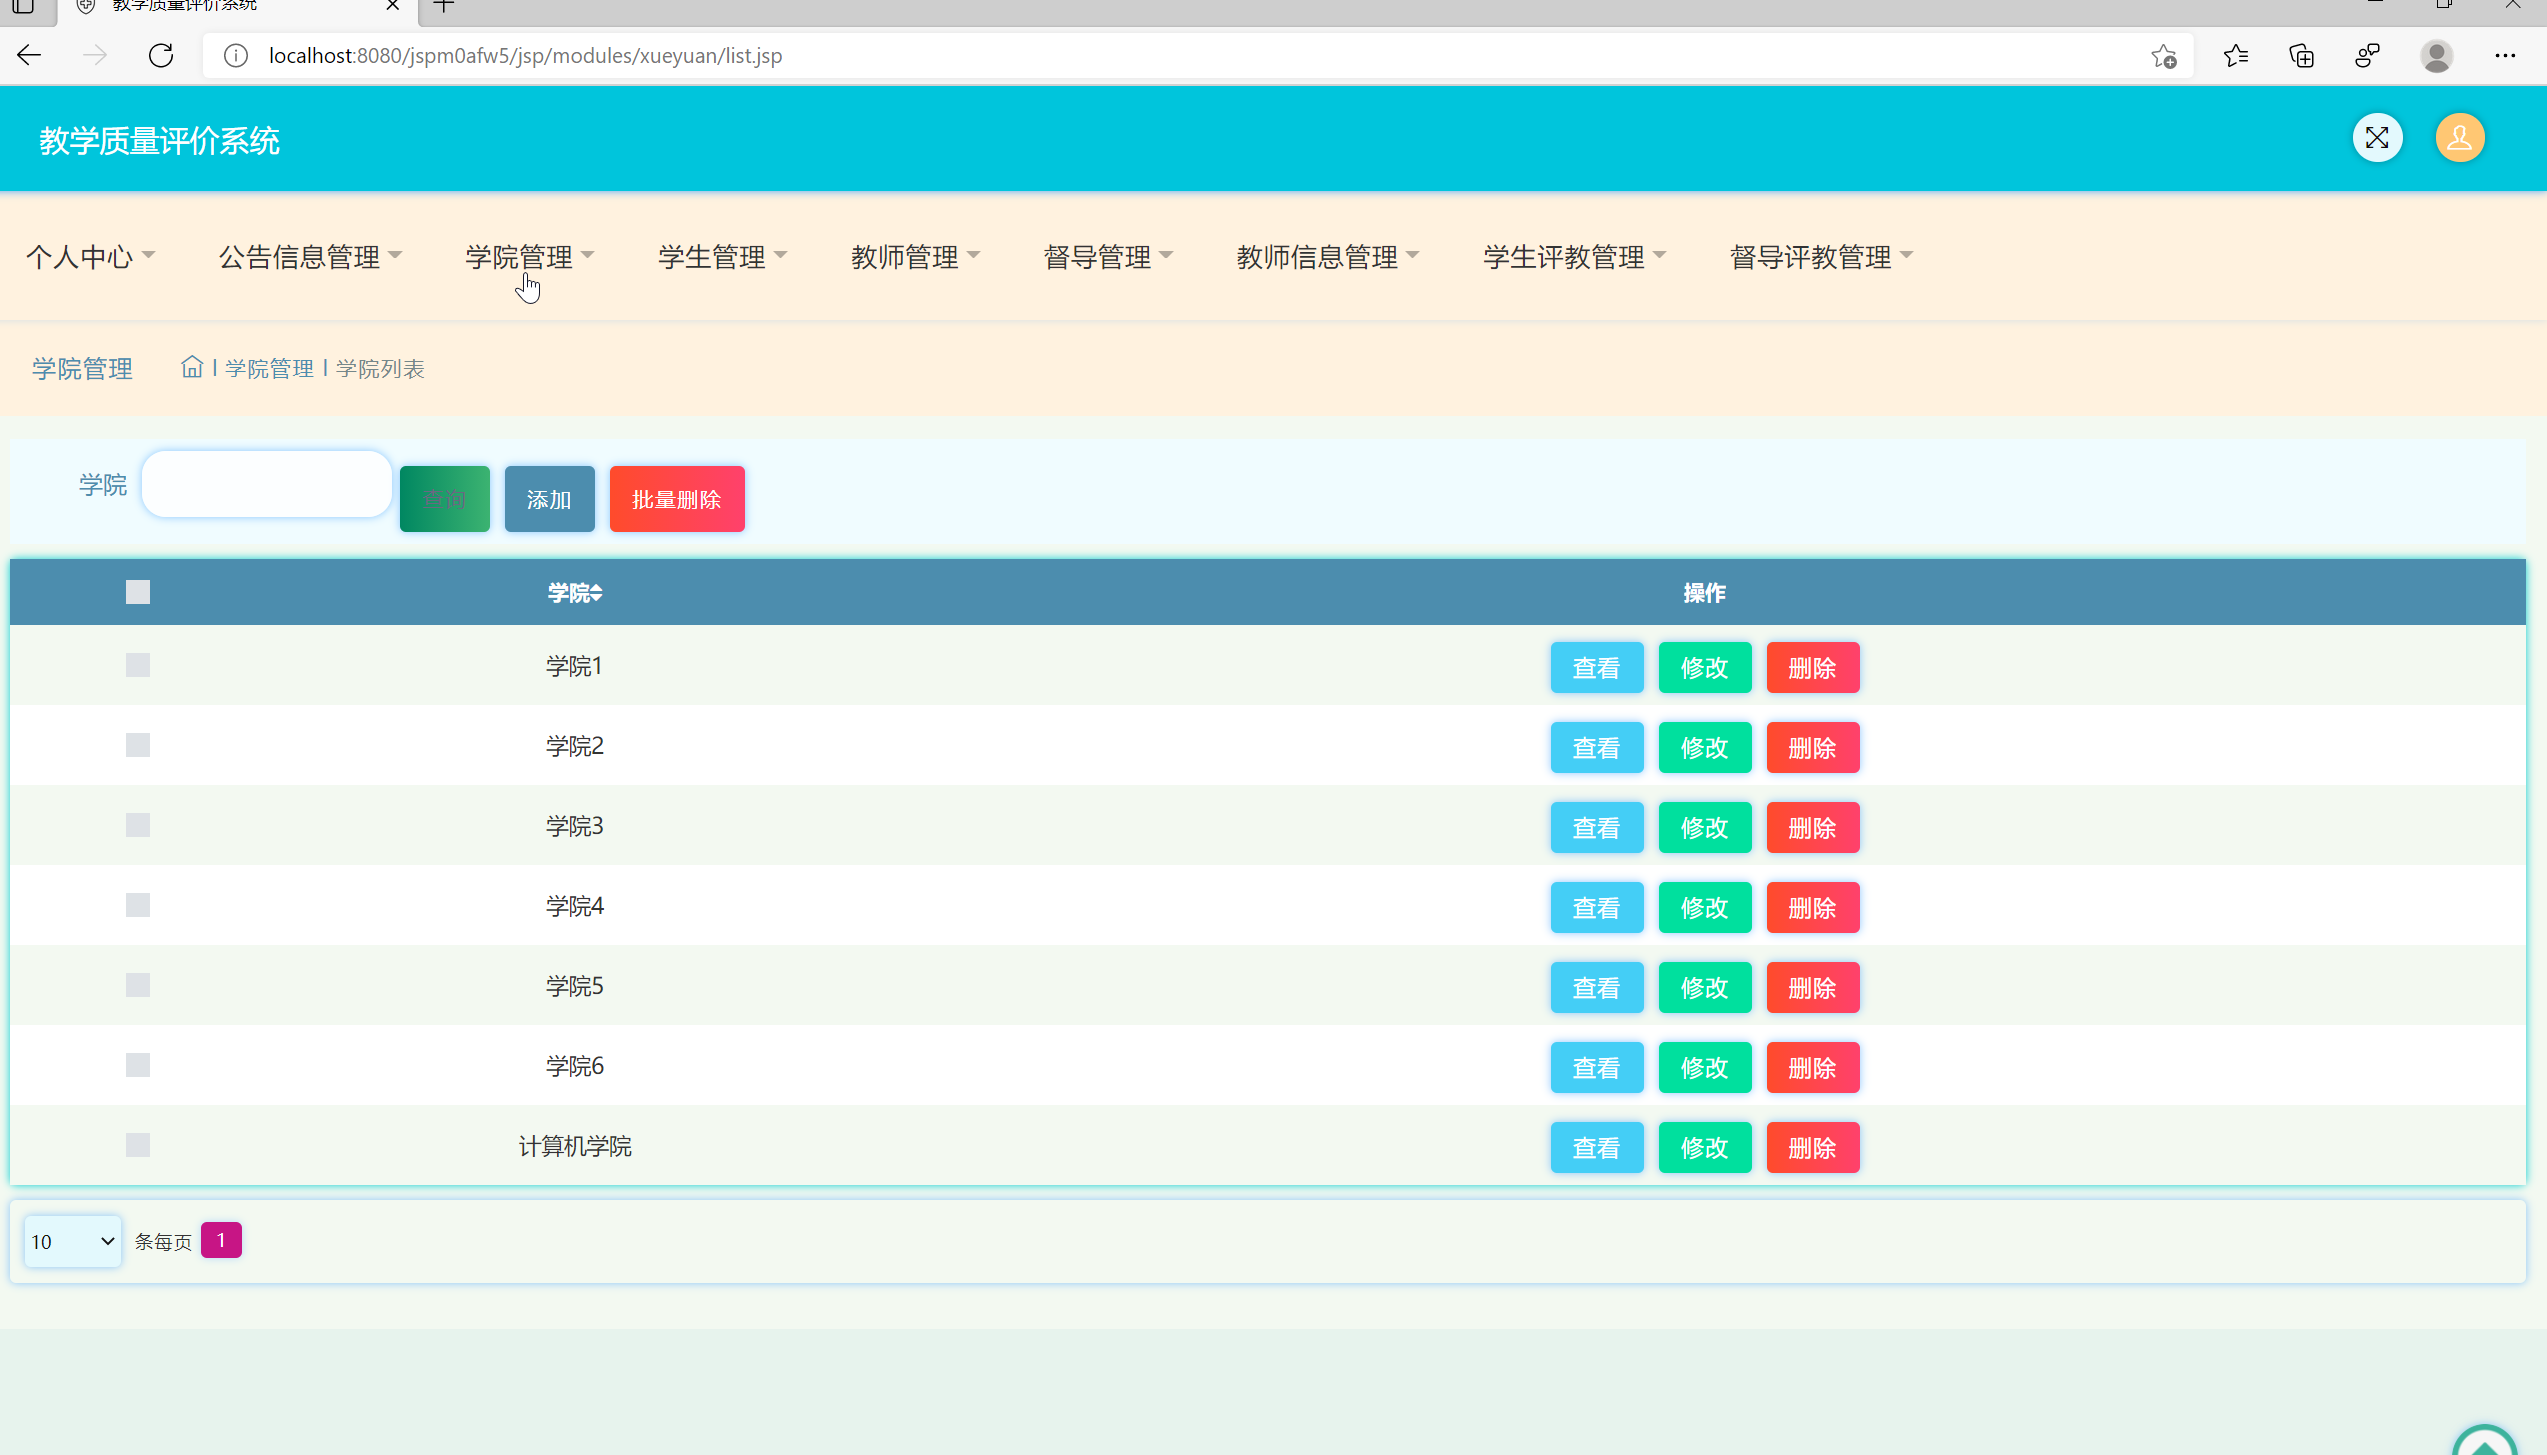 教学质量评价系统
localhost:8080/jspm0afw5/jsp/modules/xueyuan/list.jsp
教学质量评价系统
个人中心 公告信息管理 学院管理 学生管理 教师管理 督导管理 教师信息管理 学生评教管理 督导评教管理
学院管理 学院管理 学院列表
学院 查询 添加 批量删除
学院 操作
学院1 查看 修改 删除
学院2 查看 修改 删除
学院3 查看 修改 删除
学院4 查看 修改 删除
学院5 查看 修改 删除
学院6 查看 修改 删除
计算机学院 查看 修改 删除
10 条每页 1